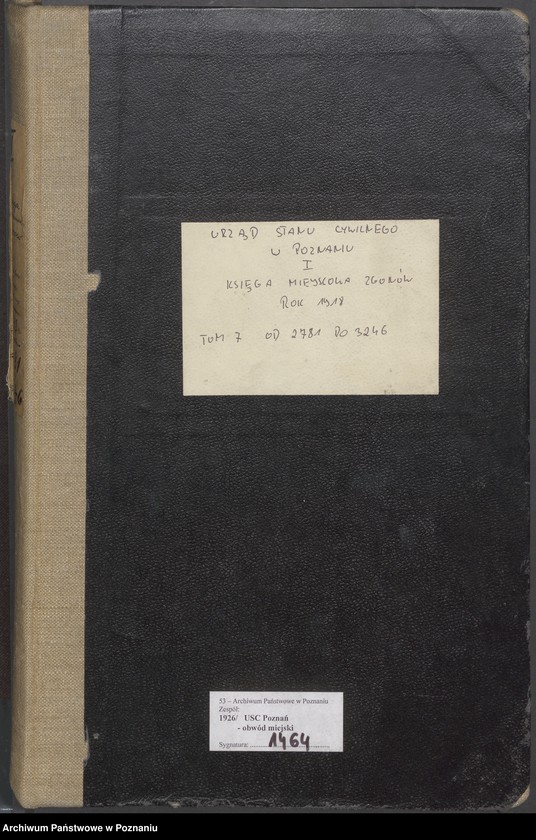 URZĄD STANU CYWILNEGO
W POZNANIU
I
KSIĘGA MIEJSCOWA ZGONÓW
ROK 1918
TOM 7 OD 2781 DO 3246
53 – Archiwum Państwowe w Poznaniu
Zespół:
1926/ USC Poznań
- obwód miejski
Sygnatura: 1464
Archiwum Państwowe w Poznaniu